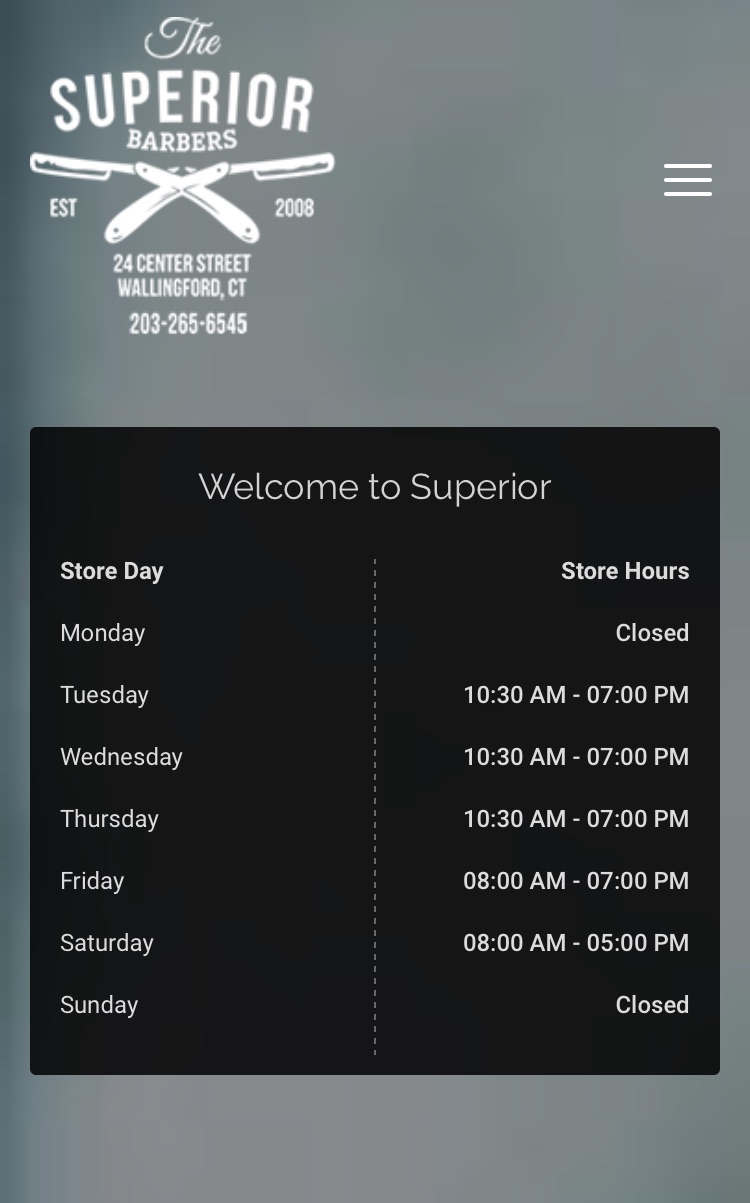 The
SUPERIOR
BARBERS
EST 2008
24 CENTER STREET
WALLINGFORD, CT
203-265-6545
Welcome to Superior
Store Day Store Hours
Monday Closed
Tuesday 10:30 AM - 07:00 PM
Wednesday 10:30 AM - 07:00 PM
Thursday 10:30 AM - 07:00 PM
Friday 08:00 AM - 07:00 PM
Saturday 08:00 AM - 05:00 PM
Sunday Closed